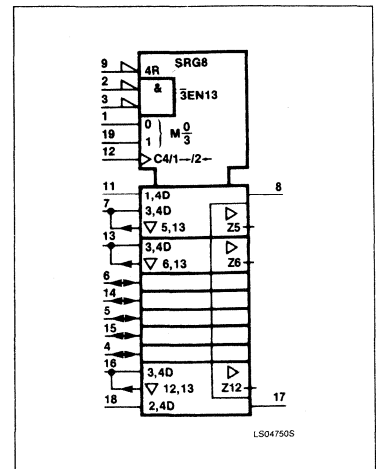 SRG8
9 4R
2 &
3 3̅EN13
1 0
19 1 } M 0/3
12 C4/1→/2←
11 1,4D 8
7 3,4D ▷
▽ 5,13 Z5
13 3,4D ▷
▽ 6,13 Z6
6
14
5
15
4
16 3,4D ▷
▽ 12,13 Z12
18 2,4D 17
LS04750S